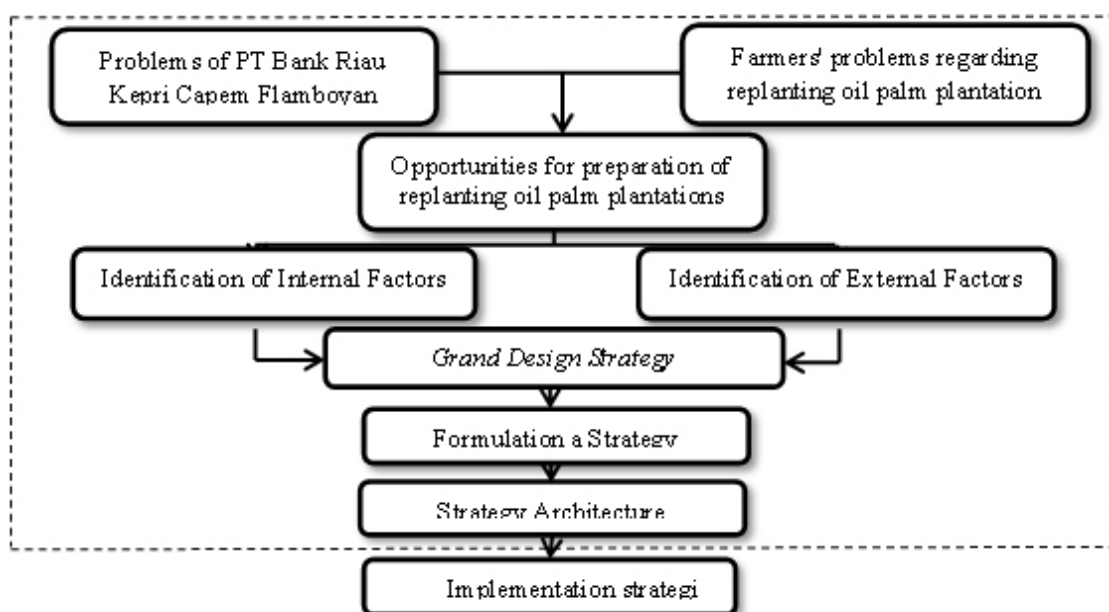 Problems of PT Bank Riau
Kepri Capem Flamboyan
Farmers' problems regarding
replanting oil palm plantation
Opportunities for preparation of
replanting oil palm plantations
Identification of Internal Factors
Identification of External Factors
Grand Design Strategy
Formulation a Strategy
Strategy Architecture
Implementation strategi